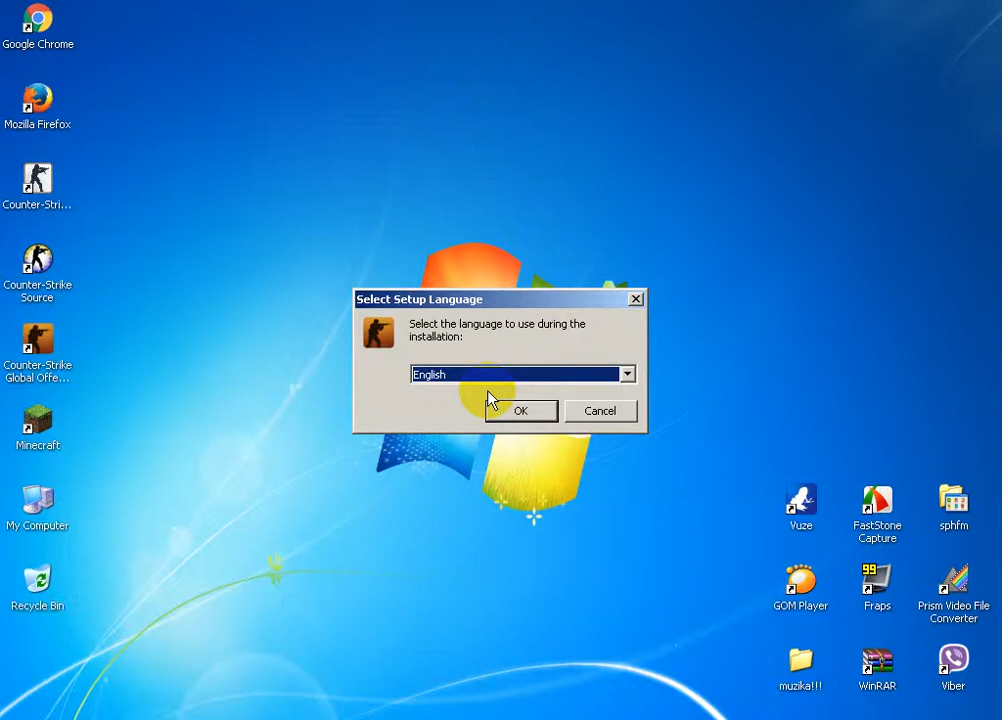 Google Chrome
Mozilla Firefox
Counter-Stri...
Counter-Strike
Source
Counter-Strike
Global Offe...
Minecraft
My Computer
Recycle Bin
Select Setup Language
Select the language to use during the
installation:
English
OK
Cancel
Vuze
FastStone
Capture
sphfm
GOM Player
99
Fraps
Prism Video File
Converter
muzika!!!
WinRAR
Viber